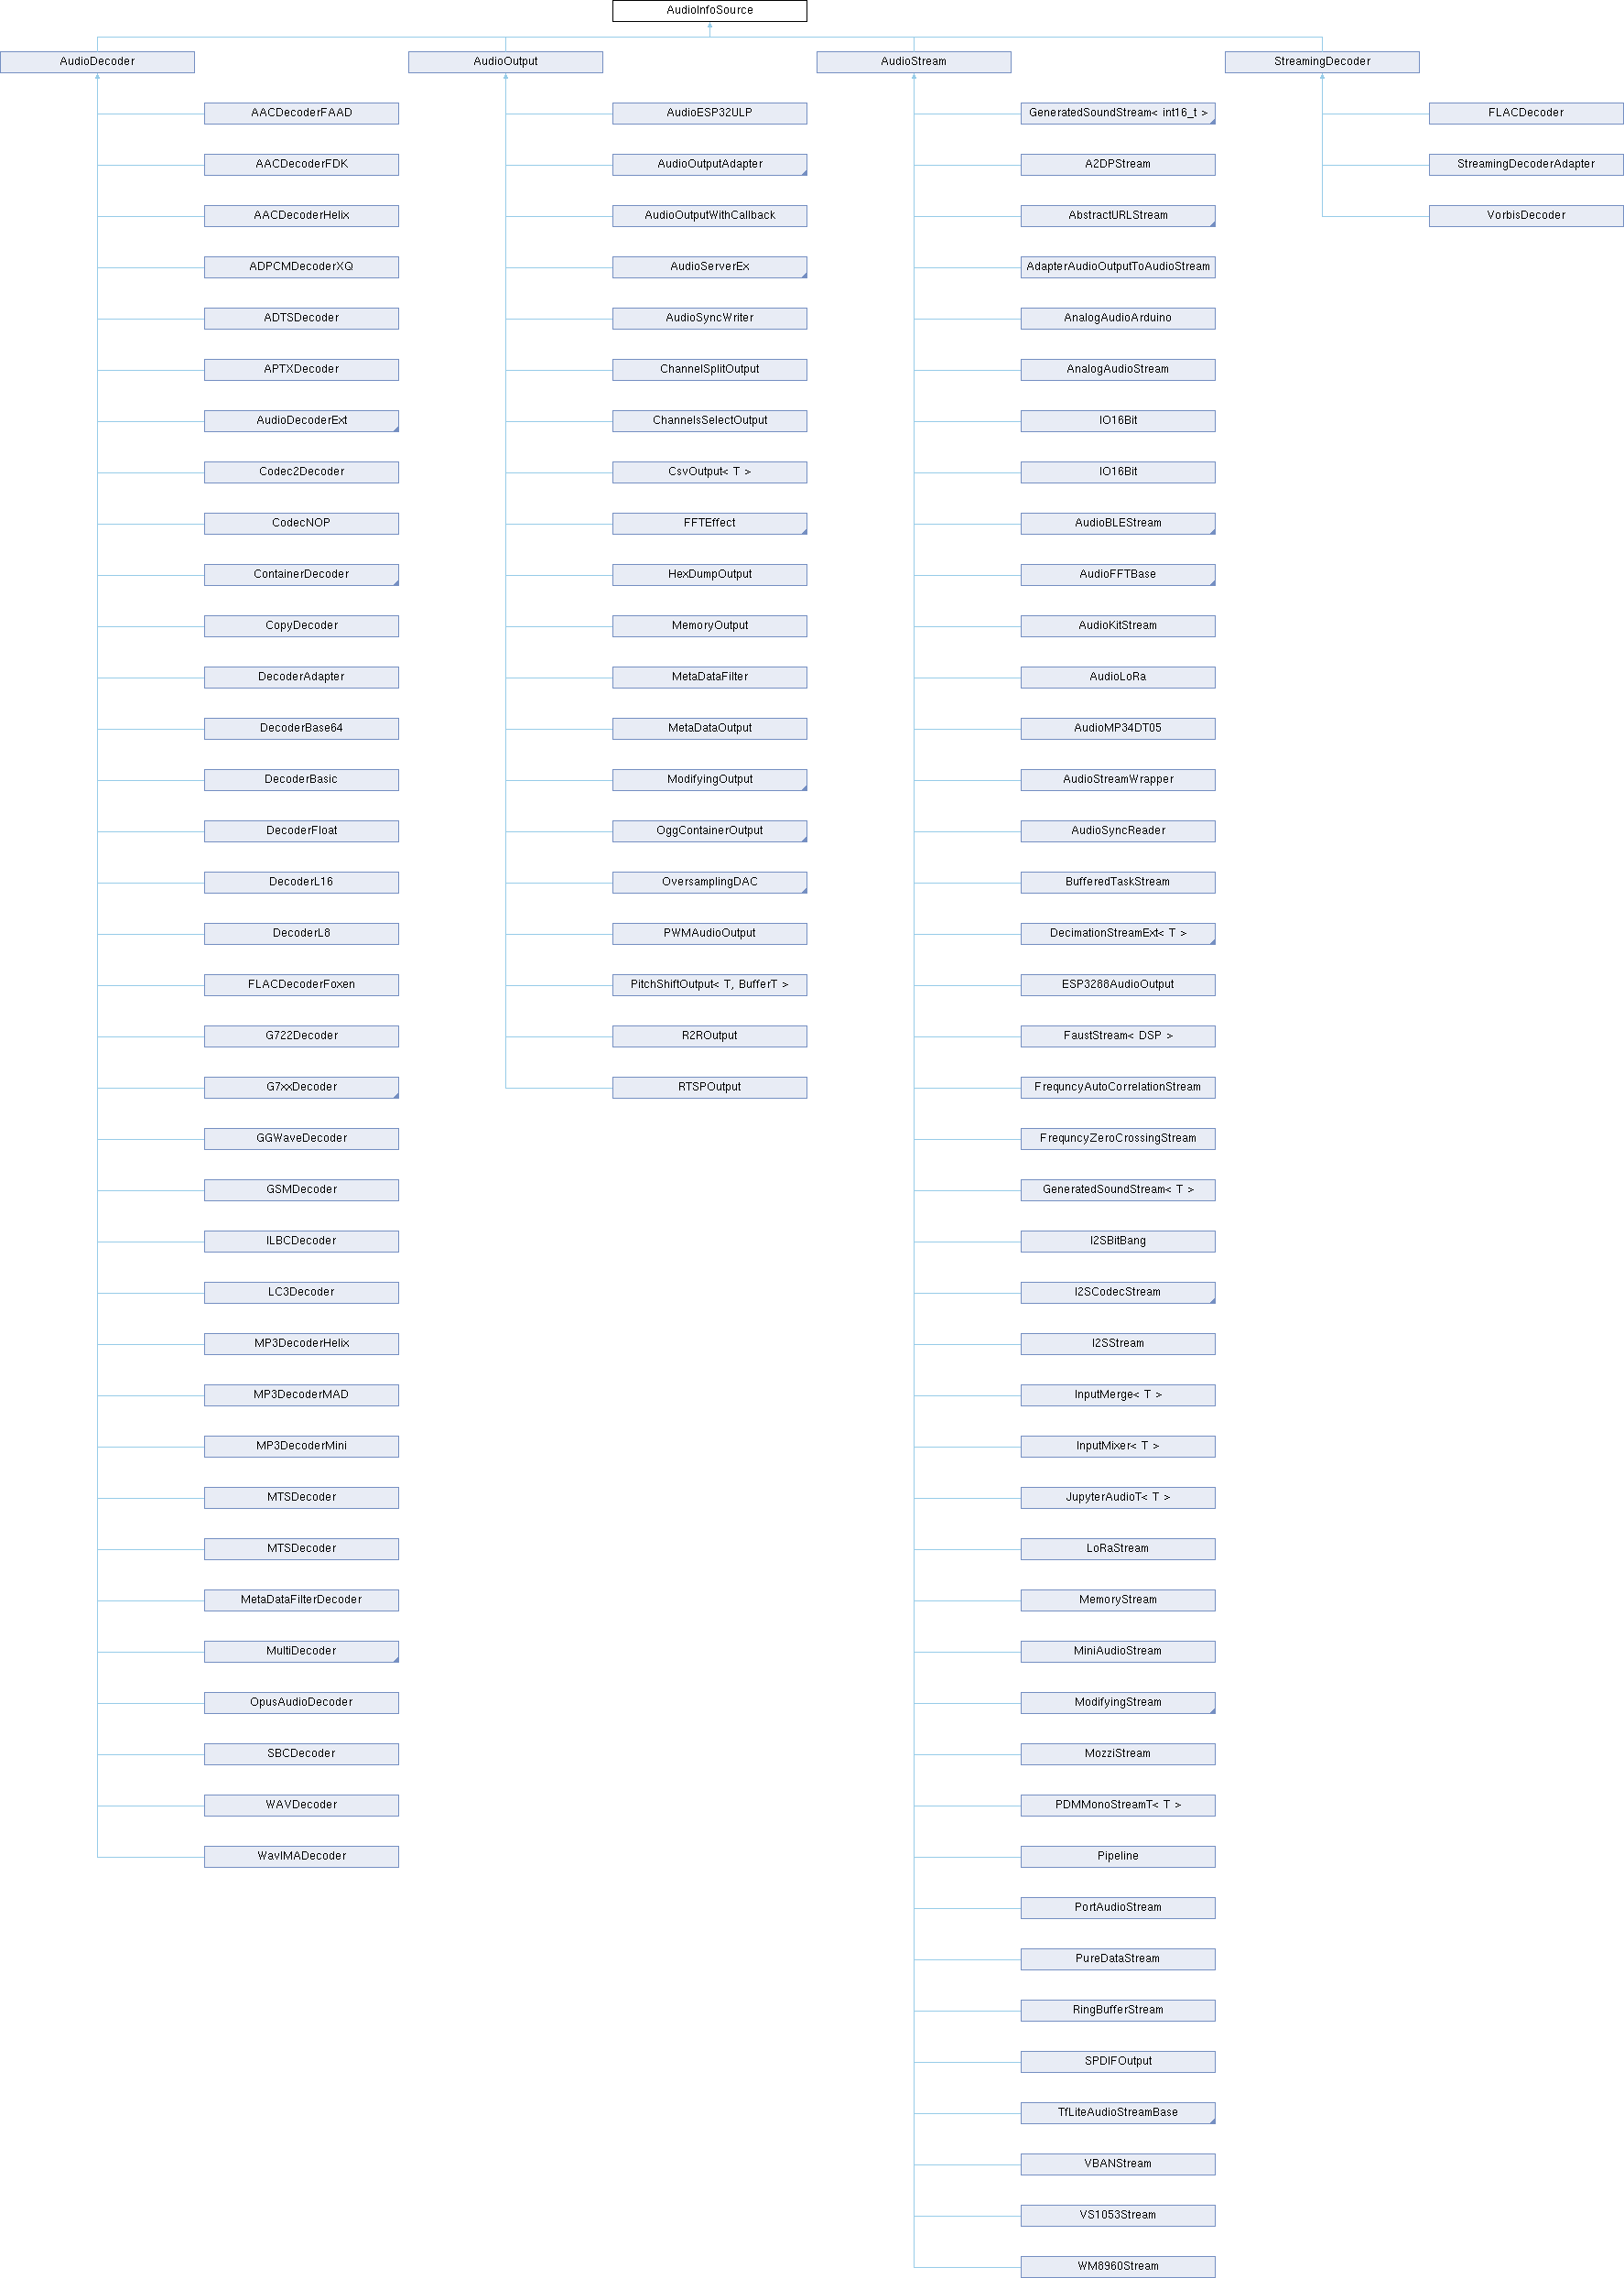 AudioInfoSource
AudioDecoder
AudioOutput
AudioStream
StreamingDecoder
AACDecoderFAAD
AACDecoderFDK
AACDecoderHelix
ADPCMDecoderXQ
ADTSDecoder
APTXDecoder
AudioDecoderExt
Codec2Decoder
CodecNOP
ContainerDecoder
CopyDecoder
DecoderAdapter
DecoderBase64
DecoderBasic
DecoderFloat
DecoderL16
DecoderL8
FLACDecoderFoxen
G722Decoder
G7xxDecoder
GGWaveDecoder
GSMDecoder
ILBCDecoder
LC3Decoder
MP3DecoderHelix
MP3DecoderMAD
MP3DecoderMini
MTSDecoder
MTSDecoder
MetaDataFilterDecoder
MultiDecoder
OpusAudioDecoder
SBCDecoder
WAVDecoder
WavIMADecoder
AudioESP32ULP
AudioOutputAdapter
AudioOutputWithCallback
AudioServerEx
AudioSyncWriter
ChannelSplitOutput
ChannelsSelectOutput
CsvOutput< T >
FFTEffect
HexDumpOutput
MemoryOutput
MetaDataFilter
MetaDataOutput
ModifyingOutput
OggContainerOutput
OversamplingDAC
PWMAudioOutput
PitchShiftOutput< T, BufferT >
R2ROutput
RTSPOutput
GeneratedSoundStream< int16_t >
A2DPStream
AbstractURLStream
AdapterAudioOutputToAudioStream
AnalogAudioArduino
AnalogAudioStream
IO16Bit
IO16Bit
AudioBLEStream
AudioFFTBase
AudioKitStream
AudioLoRa
AudioMP34DT05
AudioStreamWrapper
AudioSyncReader
BufferedTaskStream
DecimationStreamExt< T >
ESP3288AudioOutput
FaustStream< DSP >
FrequncyAutoCorrelationStream
FrequncyZeroCrossingStream
GeneratedSoundStream< T >
I2SBitBang
I2SCodecStream
I2SStream
InputMerge< T >
InputMixer< T >
JupyterAudioT< T >
LoRaStream
MemoryStream
MiniAudioStream
ModifyingStream
MozziStream
PDMMonoStreamT< T >
Pipeline
PortAudioStream
PureDataStream
RingBufferStream
SPDIFOutput
TfLiteAudioStreamBase
VBANStream
VS1053Stream
WM8960Stream
FLACDecoder
StreamingDecoderAdapter
VorbisDecoder